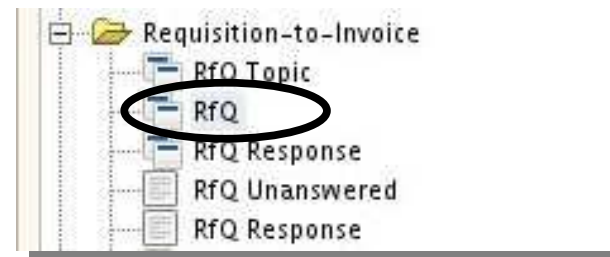 Requisition-to-Invoice
RfQ Topic
RfQ
RfQ Response
RfQ Unanswered
RfQ Response